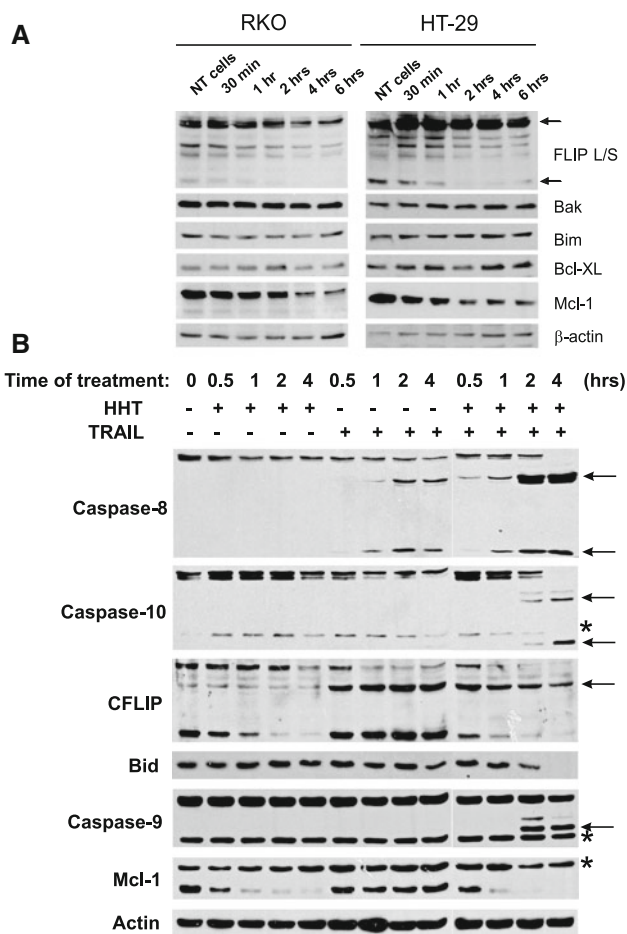 A
RKO HT-29
NT cells 30 min 1 hr 2 hrs 4 hrs 6 hrs NT cells 30 min 1 hr 2 hrs 4 hrs 6 hrs
FLIP L/S
Bak
Bim
Bcl-XL
Mcl-1
β-actin
B
Time of treatment: 0 0.5 1 2 4 0.5 1 2 4 0.5 1 2 4 (hrs)
HHT - + + + + - - - - + + + +
TRAIL - - - - - + + + + + + + +
Caspase-8
Caspase-10
*
CFLIP
Bid
Caspase-9
*
Mcl-1 *
Actin